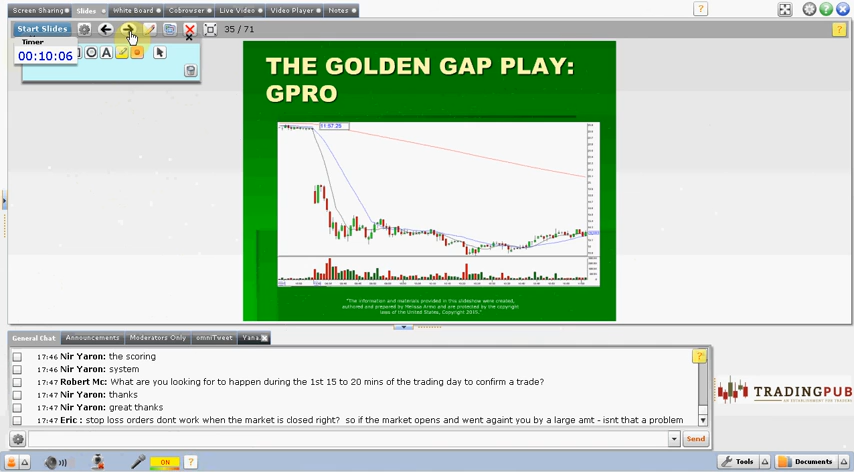 Screen Sharing Slides White Board Cobrowser Live Video Video Player Notes
Start Slides 35 / 71
Timer
00:10:06
A
THE GOLDEN GAP PLAY:
GPRO
11:57:25
"The information and materials provided in this slideshow were created,
authored and prepared by Melissa Armo and are protected by the copyright
laws of the United States, Copyright 2015."
General Chat Announcements Moderators Only omniTweet Yana.
17:46 Nir Yaron: the scoring
17:46 Nir Yaron: system
17:47 Robert Mc: What are you looking for to happen during the 1st 15 to 20 mins of the trading day to confirm a trade?
17:47 Nir Yaron: thanks
17:47 Nir Yaron: great thanks
17:47 Eric : stop loss orders dont work when the market is closed right? so if the market opens and went againt you by a large amt - isnt that a problem
Send
TRADINGPUB
ON
Tools Documents